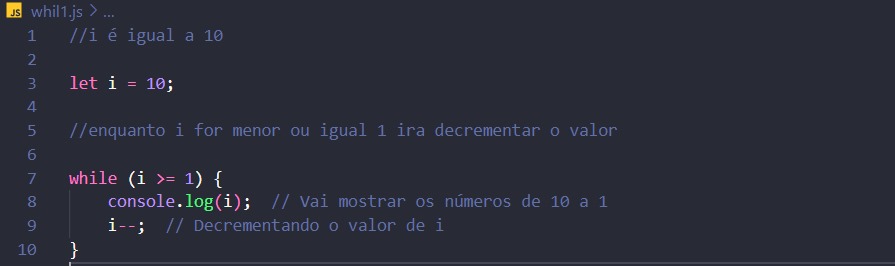 JS whil1.js > ...
1 //i é igual a 10
2
3 let i = 10;
4
5 //enquanto i for menor ou igual 1 ira decrementar o valor
6
7 while (i >= 1) {
8 console.log(i); // Vai mostrar os números de 10 a 1
9 i--; // Decrementando o valor de i
10 }